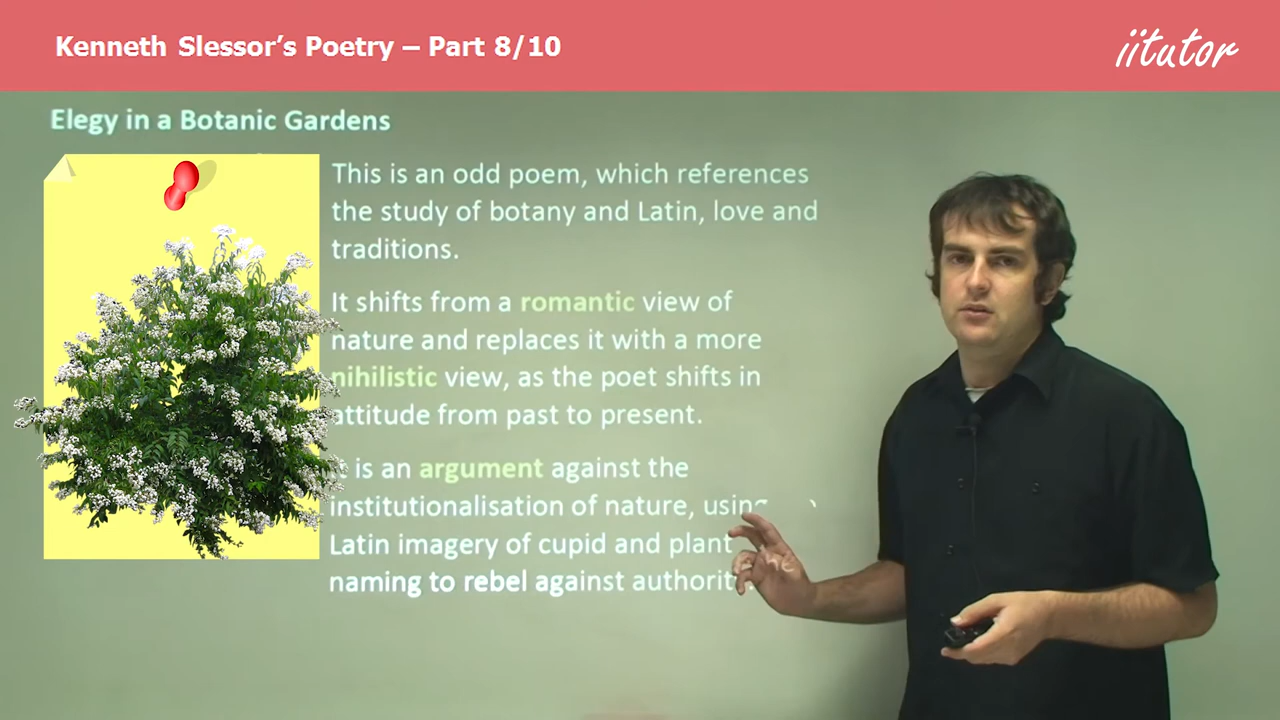 Kenneth Slessor's Poetry – Part 8/10
iitutor
Elegy in a Botanic Gardens
This is an odd poem, which references
the study of botany and Latin, love and
traditions.
It shifts from a romantic view of
nature and replaces it with a more
nihilistic view, as the poet shifts in
attitude from past to present.
is an argument against the
institutionalisation of nature, using
Latin imagery of cupid and plant
naming to rebel against authority.